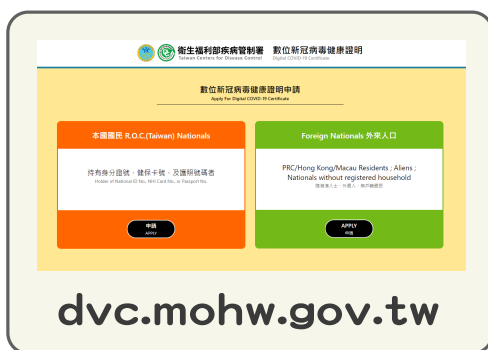 衛生福利部疾病管制署 數位新冠病毒健康證明
Taiwan Centers for Disease Control Digital COVID-19 Certificate
數位新冠病毒健康證明申請
Apply For Digital COVID-19 Certificate
本國國民 R.O.C.(Taiwan) Nationals
持有身分證號、健保卡號、及護照號碼者
Holder of National ID No., NHI Card No., or Passport No.
申請
APPLY
Foreign Nationals 外來人口
PRC/Hong Kong/Macau Residents ; Aliens ;
Nationals without registered household
陸港澳人士、外國人、無戶籍國民
APPLY
申請
dvc.mohw.gov.tw